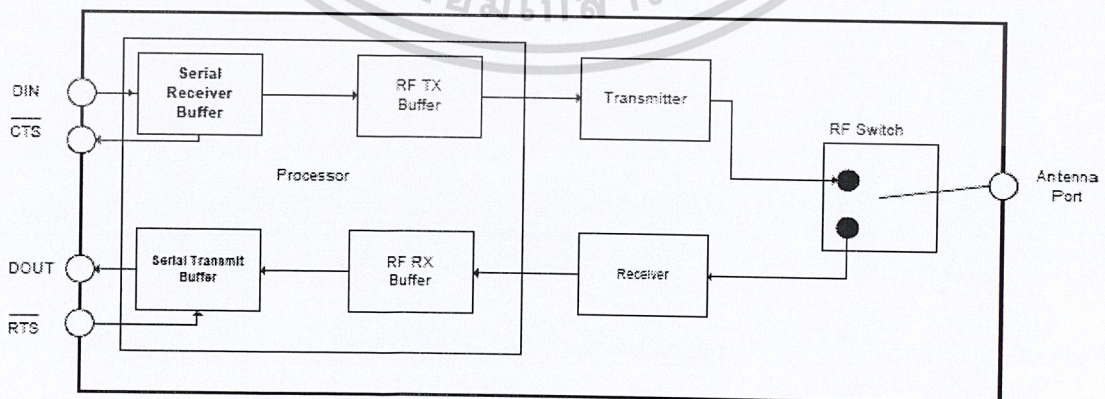 DIN
CTS
Serial
Receiver
Buffer
RF TX
Buffer
Transmitter
RF Switch
Processor
Antenna
Port
DOUT
RTS
Serial Transmit
Buffer
RF RX
Buffer
Receiver